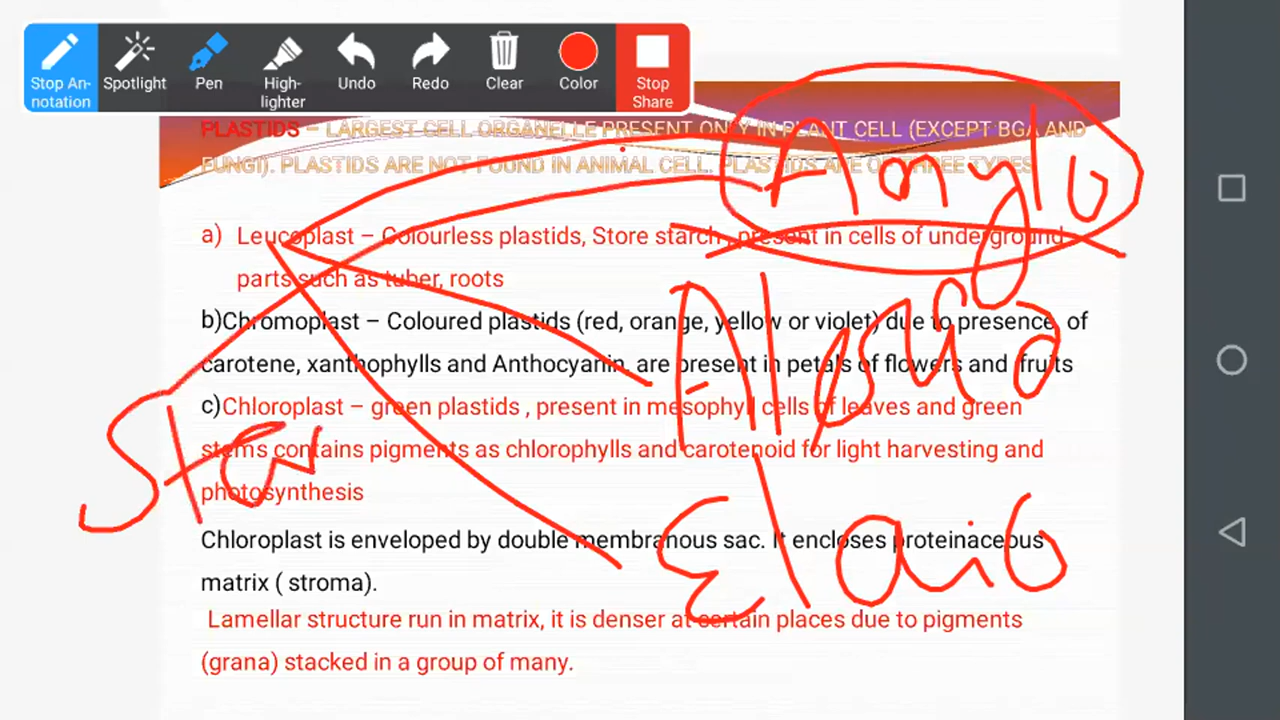 Stop An-
notation
Spotlight
Pen
High-
lighter
Undo
Redo
Clear
Color
Stop
Share
PLASTIDS – LARGEST CELL ORGANELLE PRESENT ONLY IN PLANT CELL (EXCEPT BGA AND
FUNGI). PLASTIDS ARE NOT FOUND IN ANIMAL CELL. PLASTIDS ARE OF THREE TYPES
Amylo
a) Leucoplast – Colourless plastids, Store starch , present in cells of underground
parts such as tuber, roots
b)Chromoplast – Coloured plastids (red, orange, yellow or violet) due to presence of
carotene, xanthophylls and Anthocyanin, are present in petals of flowers and fruits
c)Chloroplast – green plastids , present in mesophyll cells of leaves and green
stems contains pigments as chlorophylls and carotenoid for light harvesting and
photosynthesis
Chloroplast is enveloped by double membranous sac. It encloses proteinaceous
Elaio
matrix ( stroma).
Lamellar structure run in matrix, it is denser at certain places due to pigments
(grana) stacked in a group of many.